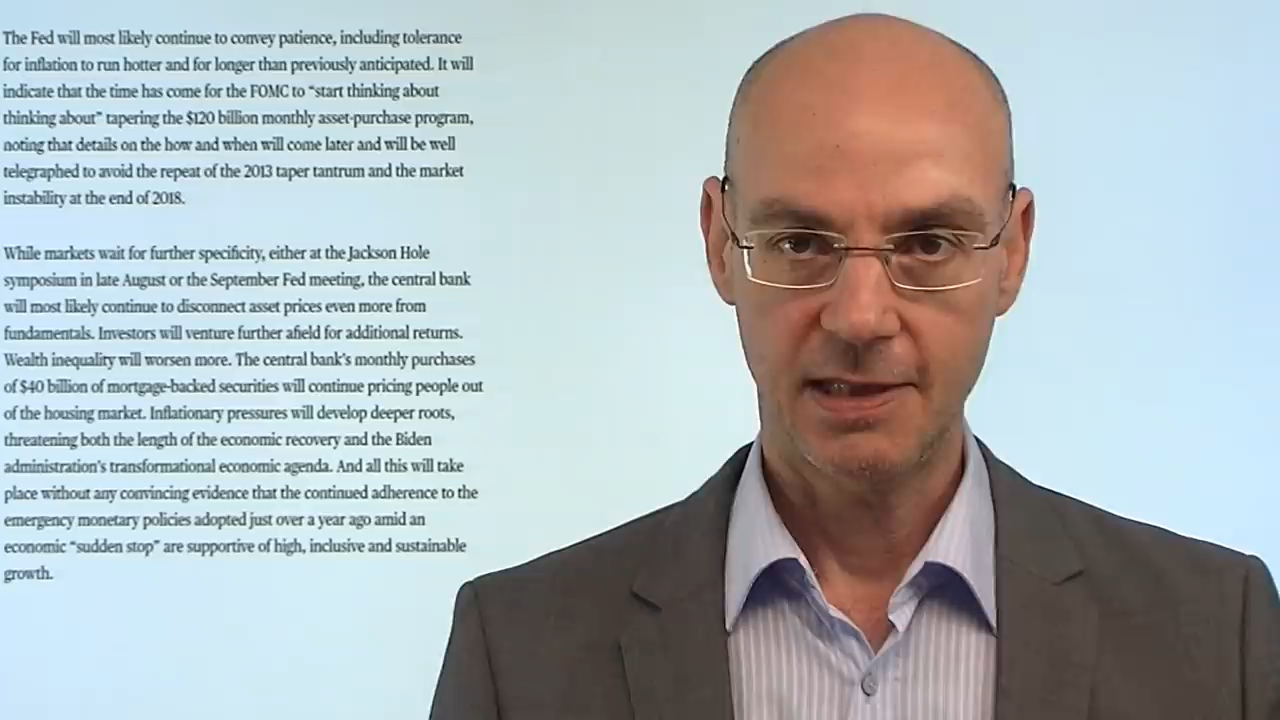 The Fed will most likely continue to convey patience, including tolerance
for inflation to run hotter and for longer than previously anticipated. It will
indicate that the time has come for the FOMC to “start thinking about
thinking about” tapering the $120 billion monthly asset-purchase program,
noting that details on the how and when will come later and will be well
telegraphed to avoid the repeat of the 2013 taper tantrum and the market
instability at the end of 2018.
While markets wait for further specificity, either at the Jackson Hole
symposium in late August or the September Fed meeting, the central bank
will most likely continue to disconnect asset prices even more from
fundamentals. Investors will venture further afield for additional returns.
Wealth inequality will worsen more. The central bank’s monthly purchases
of $40 billion of mortgage-backed securities will continue pricing people out
of the housing market. Inflationary pressures will develop deeper roots,
threatening both the length of the economic recovery and the Biden
administration’s transformational economic agenda. And all this will take
place without any convincing evidence that the continued adherence to the
emergency monetary policies adopted just over a year ago amid an
economic “sudden stop” are supportive of high, inclusive and sustainable
growth.